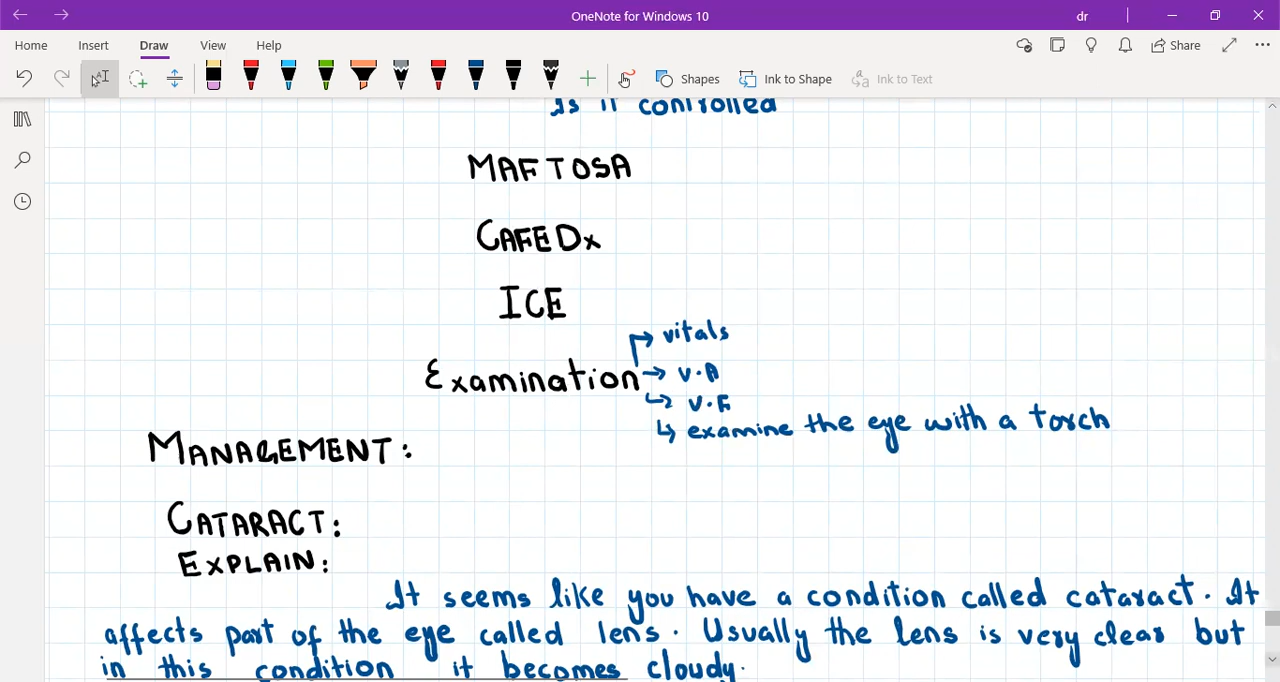 OneNote for Windows 10
dr
Home Insert Draw View Help
Share
Shapes
Ink to Shape
Ink to Text
Is it controlled
MAFTOSA
CAFE Dx
ICE
Examination
→ vitals
→ V.A
↳ V.F
↳ examine the eye with a torch
MANAGEMENT:
CATARACT:
EXPLAIN:
It seems like you have a condition called cataract. It
affects part of the eye called lens. Usually the lens is very clear but
in this condition it becomes cloudy.